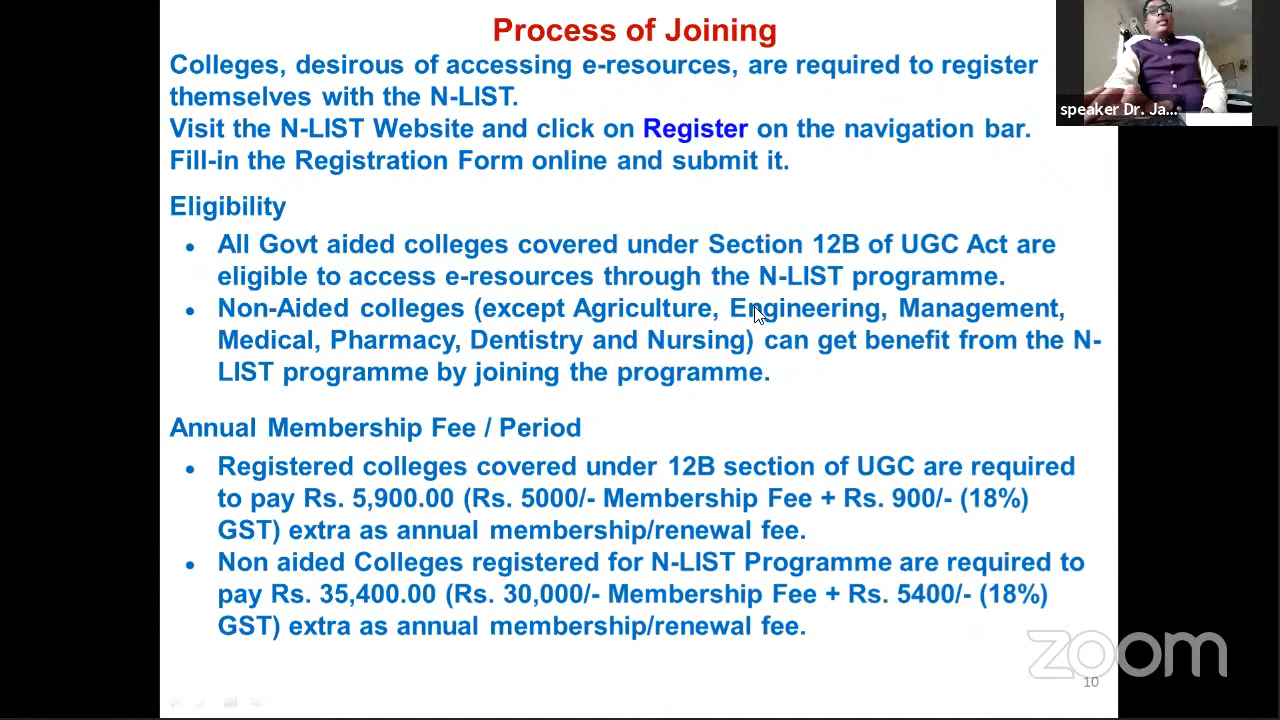 Process of Joining
Colleges, desirous of accessing e-resources, are required to register
themselves with the N-LIST.
Visit the N-LIST Website and click on Register on the navigation bar.
Fill-in the Registration Form online and submit it.
Eligibility
• All Govt aided colleges covered under Section 12B of UGC Act are
eligible to access e-resources through the N-LIST programme.
• Non-Aided colleges (except Agriculture, Engineering, Management,
Medical, Pharmacy, Dentistry and Nursing) can get benefit from the N-
LIST programme by joining the programme.
Annual Membership Fee / Period
• Registered colleges covered under 12B section of UGC are required
to pay Rs. 5,900.00 (Rs. 5000/- Membership Fee + Rs. 900/- (18%)
GST) extra as annual membership/renewal fee.
• Non aided Colleges registered for N-LIST Programme are required to
pay Rs. 35,400.00 (Rs. 30,000/- Membership Fee + Rs. 5400/- (18%)
GST) extra as annual membership/renewal fee.
10
speaker Dr. Ja...
zoom